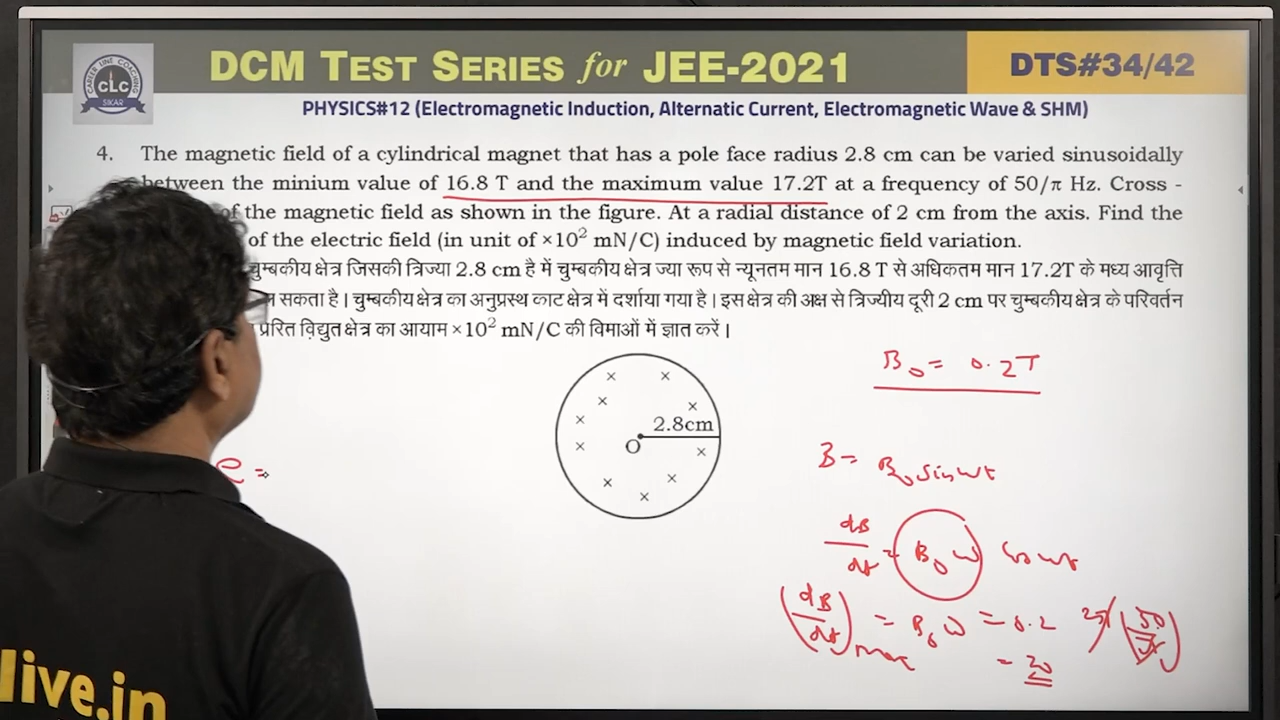 CAREER LINE COACHING
CLC
SIKAR
DCM TEST SERIES for JEE-2021
DTS#34/42
PHYSICS#12 (Electromagnetic Induction, Alternatic Current, Electromagnetic Wave & SHM)
4. The magnetic field of a cylindrical magnet that has a pole face radius 2.8 cm can be varied sinusoidally
between the minium value of 16.8 T and the maximum value 17.2T at a frequency of 50/π Hz. Cross -
of the magnetic field as shown in the figure. At a radial distance of 2 cm from the axis. Find the
of the electric field (in unit of ×10² mN/C) induced by magnetic field variation.
चुम्बकीय क्षेत्र जिसकी त्रिज्या 2.8 cm है में चुम्बकीय क्षेत्र ज्या रूप से न्यूनतम मान 16.8 T से अधिकतम मान 17.2T के मध्य आवृत्ति
सकता है। चुम्बकीयक्षेत्र का अनुप्रस्थ काट क्षेत्र में दर्शाया गया है। इस क्षेत्र की अक्ष से त्रिज्यीय दूरी 2 cm पर चुम्बकीयक्षेत्र के परिवर्तन
प्रेरित विद्युत क्षेत्र का आयाम ×10² mN/C की विमाओं में ज्ञात करें।
B₀ = 0.2T
2.8cm
O
B = B₀ sinωt
e =
dB/dt = B₀ω cosωt
(dB/dt)max = B₀ω = 0.2 2π (50/π)
= 20
live.in